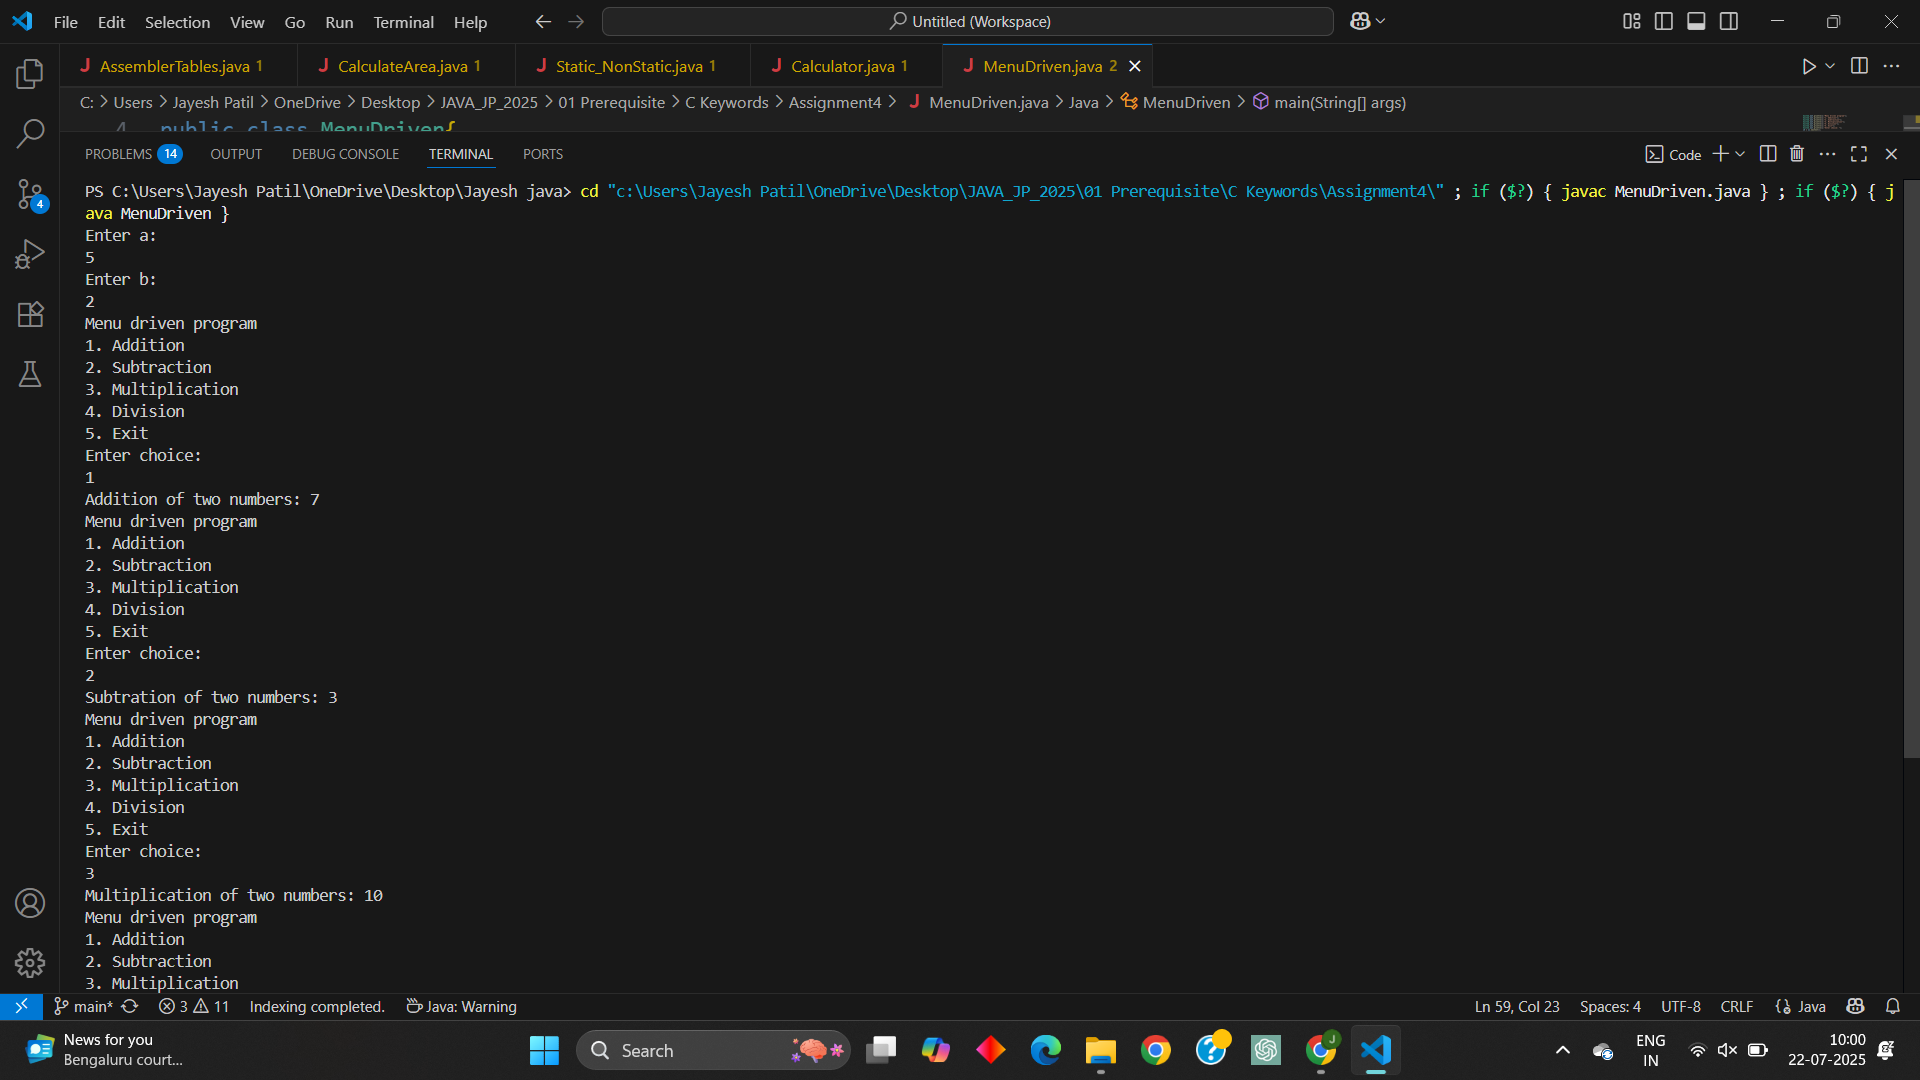 File Edit Selection View Go Run Terminal Help Untitled (Workspace)
J AssemblerTables.java 1 J CalculateArea.java 1 J Static_NonStatic.java 1 J Calculator.java 1 J MenuDriven.java 2
C: > Users > Jayesh Patil > OneDrive > Desktop > JAVA_JP_2025 > 01 Prerequisite > C Keywords > Assignment4 > J MenuDriven.java > Java > MenuDriven > main(String[] args)
4 public class MenuDriven{
PROBLEMS 14 OUTPUT DEBUG CONSOLE TERMINAL PORTS Code
PS C:\Users\Jayesh Patil\OneDrive\Desktop\Jayesh java> cd "c:\Users\Jayesh Patil\OneDrive\Desktop\JAVA_JP_2025\01 Prerequisite\C Keywords\Assignment4\" ; if ($?) { javac MenuDriven.java } ; if ($?) { j
ava MenuDriven }
Enter a:
5
Enter b:
2
Menu driven program
1. Addition
2. Subtraction
3. Multiplication
4. Division
5. Exit
Enter choice:
1
Addition of two numbers: 7
Menu driven program
1. Addition
2. Subtraction
3. Multiplication
4. Division
5. Exit
Enter choice:
2
Subtration of two numbers: 3
Menu driven program
1. Addition
2. Subtraction
3. Multiplication
4. Division
5. Exit
Enter choice:
3
Multiplication of two numbers: 10
Menu driven program
1. Addition
2. Subtraction
3. Multiplication
4
main* 3 11 Indexing completed. Java: Warning Ln 59, Col 23 Spaces: 4 UTF-8 CRLF Java
News for you
Bengaluru court...
Search
J
ENG
IN
10:00
22-07-2025